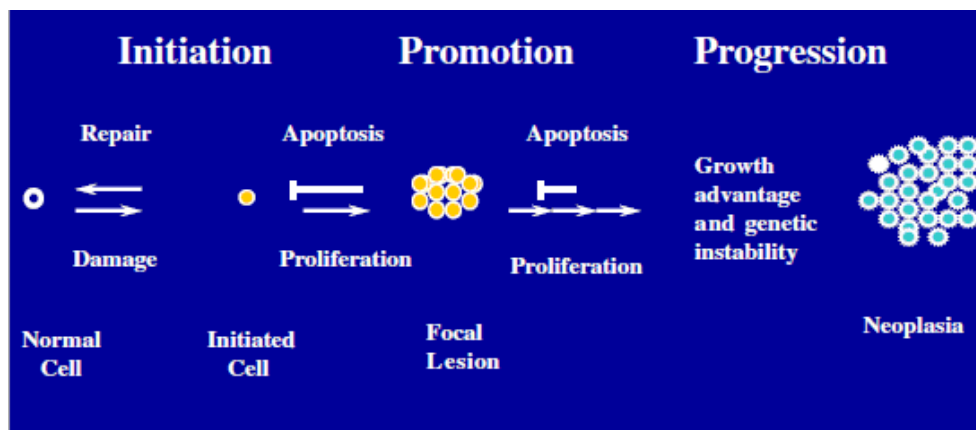 Initiation Promotion Progression
Repair Apoptosis Apoptosis
Growth
advantage
and genetic
instability
Damage Proliferation Proliferation
Normal
Cell
Initiated
Cell
Focal
Lesion
Neoplasia